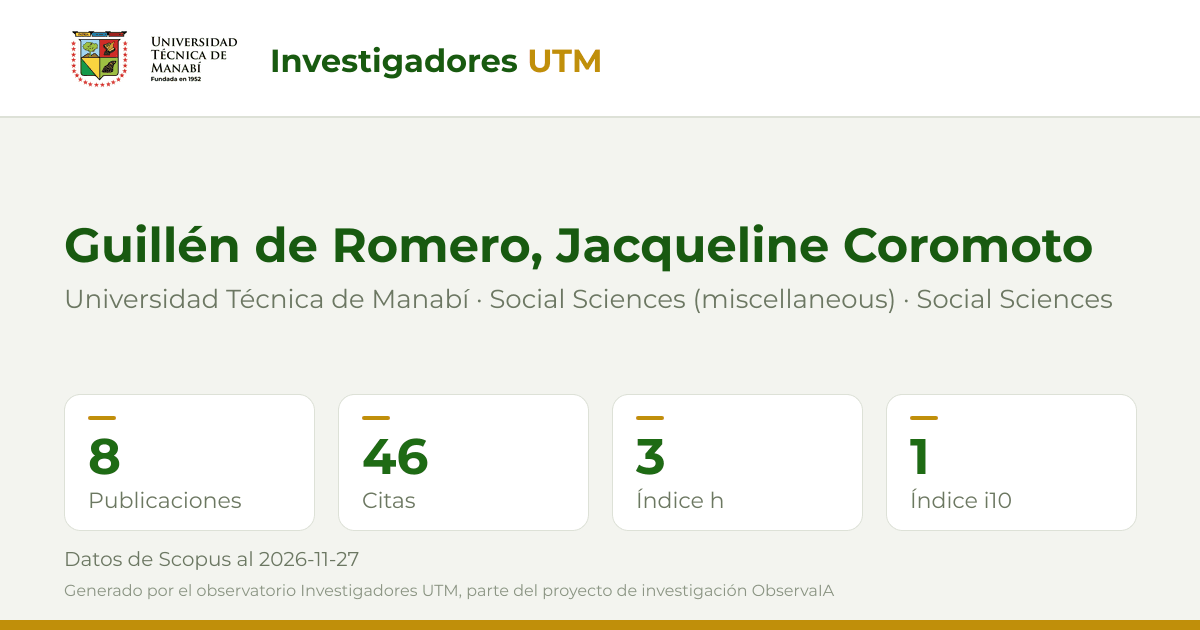 UNIVERSIDAD
TÉCNICA DE
MANABÍ
Fundada en 1952
Investigadores UTM
Guillén de Romero, Jacqueline Coromoto
Universidad Técnica de Manabí · Social Sciences (miscellaneous) · Social Sciences
8
Publicaciones
46
Citas
3
Índice h
1
Índice i10
Datos de Scopus al 2026-11-27
Generado por el observatorio Investigadores UTM, parte del proyecto de investigación ObservaIA